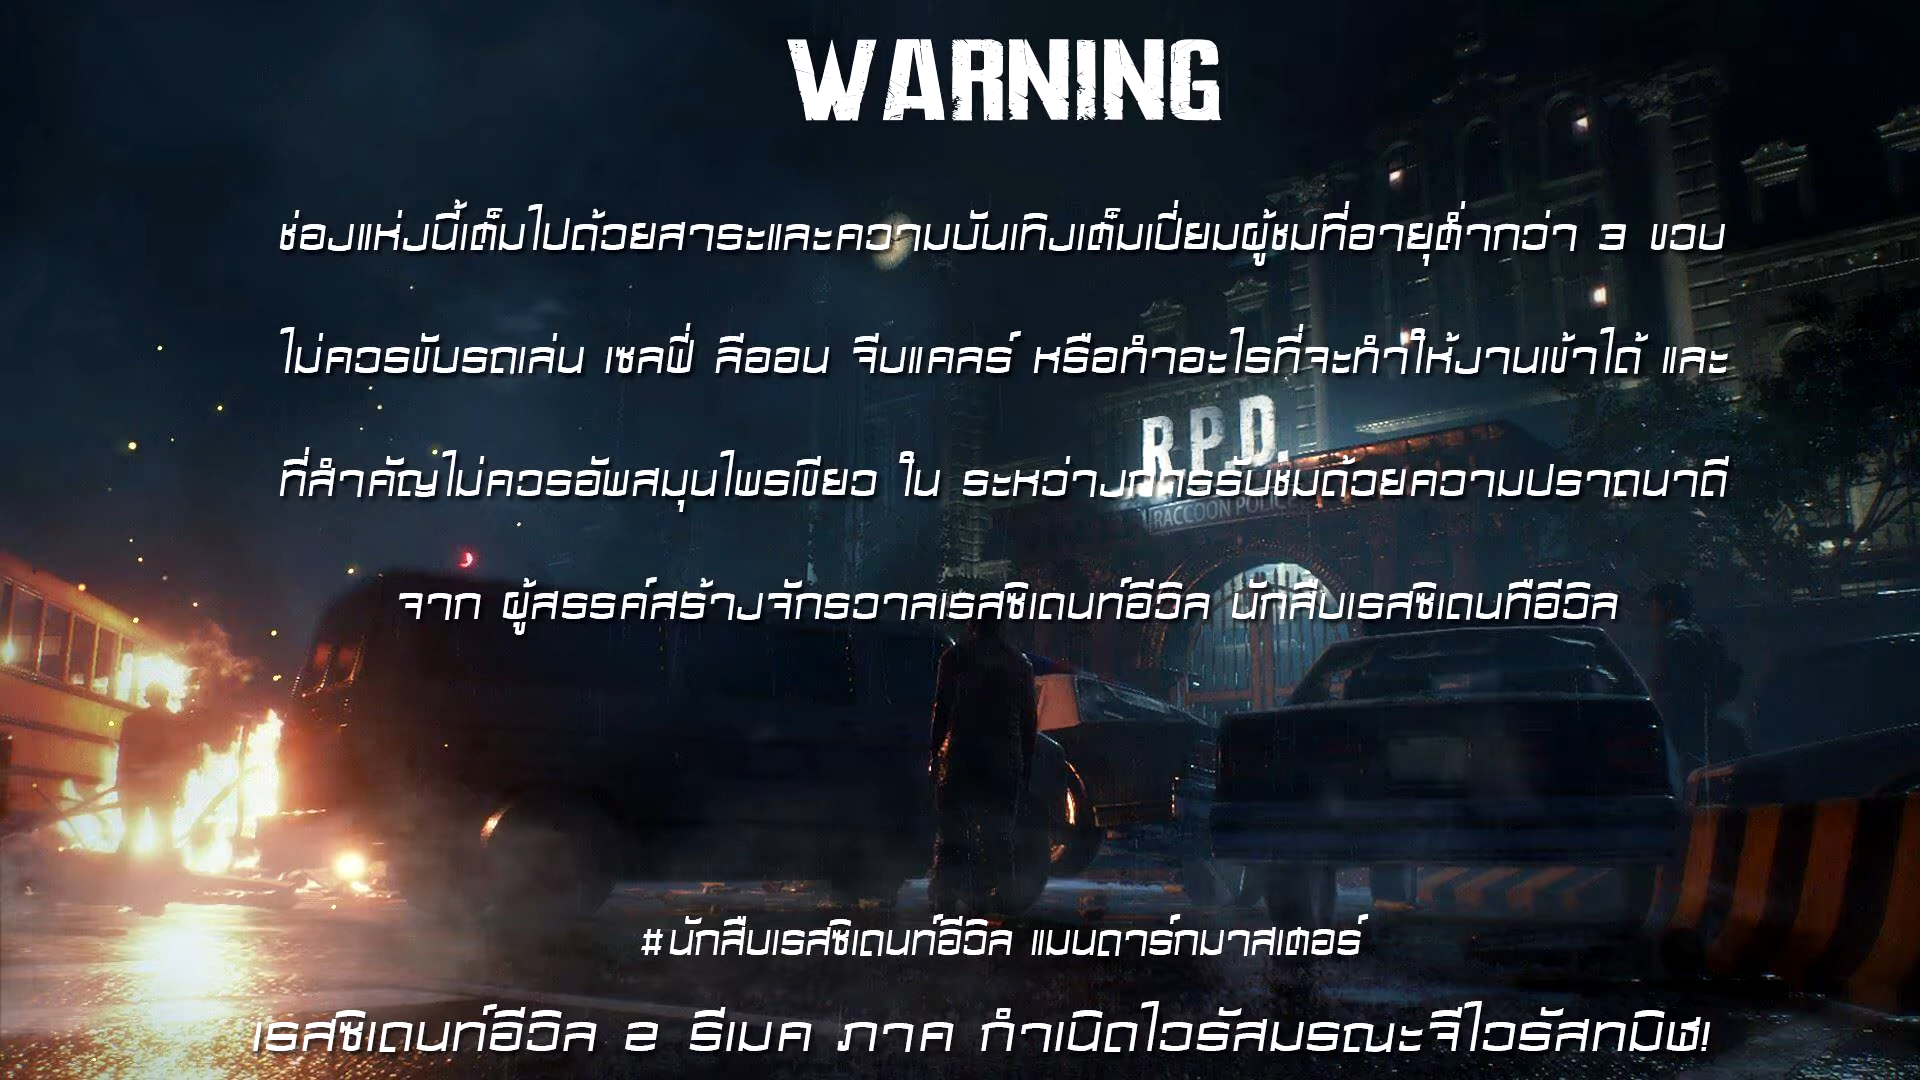 WARNING
ช่องแห่งนี้เต็มไปด้วยสาระและความบันเทิงเต็มเปี่ยมผู้ชมที่อายุต่ำกว่า 3 ขวบ
ไม่ควรขับรถเล่น เซลฟี่ ลีออน จีบแคลร์ หรือทำอะไรที่จะทำให้งานเข้าได้ และ
R.P.D.
ที่สำคัญไม่ควรอัพสมุนไพรเขียว ใน ระหว่างการรับชมด้วยความปราถนาดี
RACCOON POLICE
จาก ผู้สรรค์สร้างจักรวาลเรสซิเดนท์อีวิล นักสืบเรสซิเดนทือีวิล
#นักสืบเรสซิเดนท์อีวิล แมนดาร์กมาสเตอร์
เรสซิเดนท์อีวิล 2 รีเมค ภาค กำเนิดไวรัสมรณะจีไวรัสทมิฬ!